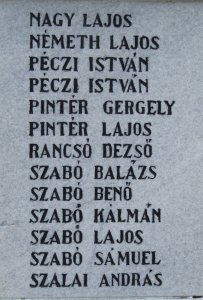 NAGY LAJOS
NÉMETH LAJOS
PÉCZI ISTVÁN
PÉCZI ISTVÁN
PINTÉR GERGELY
PINTÉR LAJOS
RANCSÓ DEZSŐ
SZABÓ BALÁZS
SZABÓ BENŐ
SZABÓ KÁLMÁN
SZABÓ LAJOS
SZABÓ SÁMUEL
SZALAI ANDRÁS